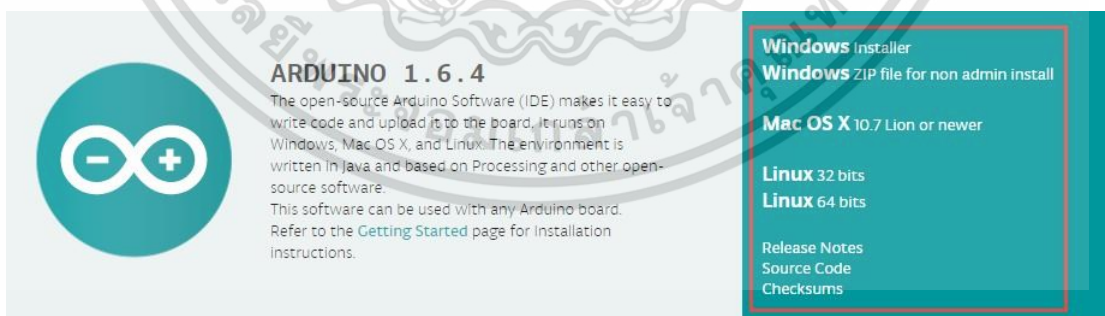 ARDUINO 1.6.4
The open-source Arduino Software (IDE) makes it easy to
write code and upload it to the board. It runs on
Windows, Mac OS X, and Linux. The environment is
written in Java and based on Processing and other open-
source software.
This software can be used with any Arduino board.
Refer to the Getting Started page for Installation
instructions.
Windows Installer
Windows ZIP file for non admin install
Mac OS X 10.7 Lion or newer
Linux 32 bits
Linux 64 bits
Release Notes
Source Code
Checksums